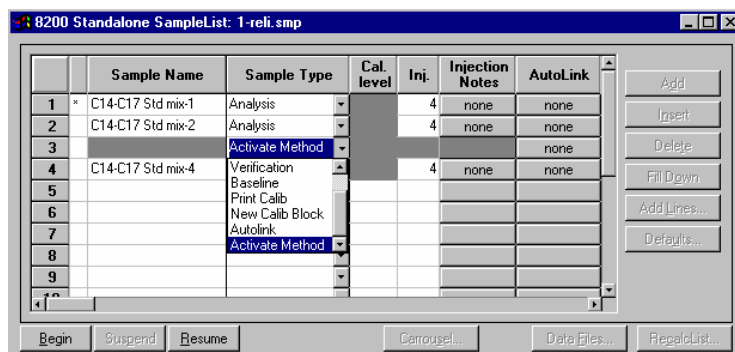 8200 Standalone SampleList: 1-reli.smp
Sample Name Sample Type Cal. level Inj. Injection Notes AutoLink
1 * C14-C17 Std mix-1 Analysis 4 none none
2 C14-C17 Std mix-2 Analysis 4 none none
3 Activate Method none
4 C14-C17 Std mix-4 Verification 4 none none
Baseline
5 Print Calib
6 New Calib Block
7 Autolink
8 Activate Method
9
10
Add
Insert
Delete
Fill Down
Add Lines...
Defaults...
Begin Suspend Resume Carrousel... Data Files... RecalcList...